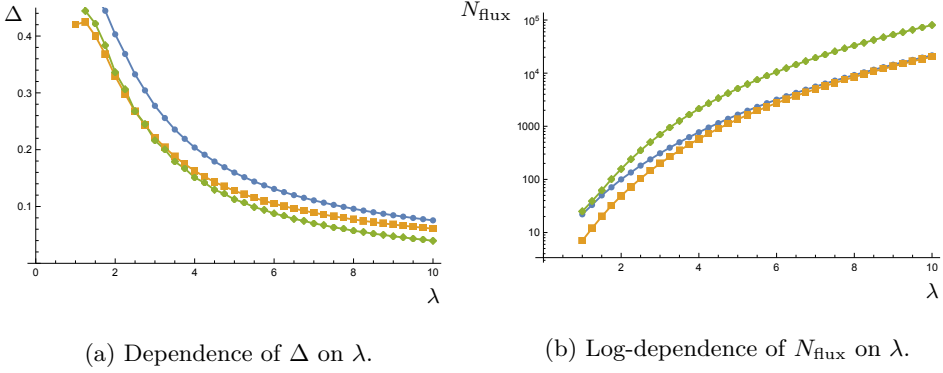 Δ
0.4
0.3
0.2
0.1
0 2 4 6 8 10
λ
(a) Dependence of Δ on λ.
N_flux
10^5
10^4
1000
100
10
2 4 6 8 10
λ
(b) Log-dependence of N_flux on λ.